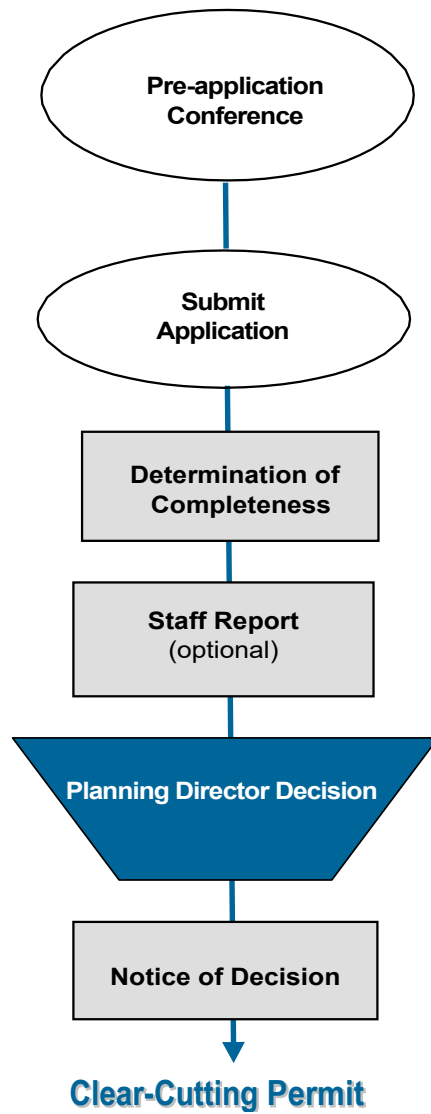 Pre-application
Conference
Submit
Application
Determination of
Completeness
Staff Report
(optional)
Planning Director Decision
Notice of Decision
Clear-Cutting Permit